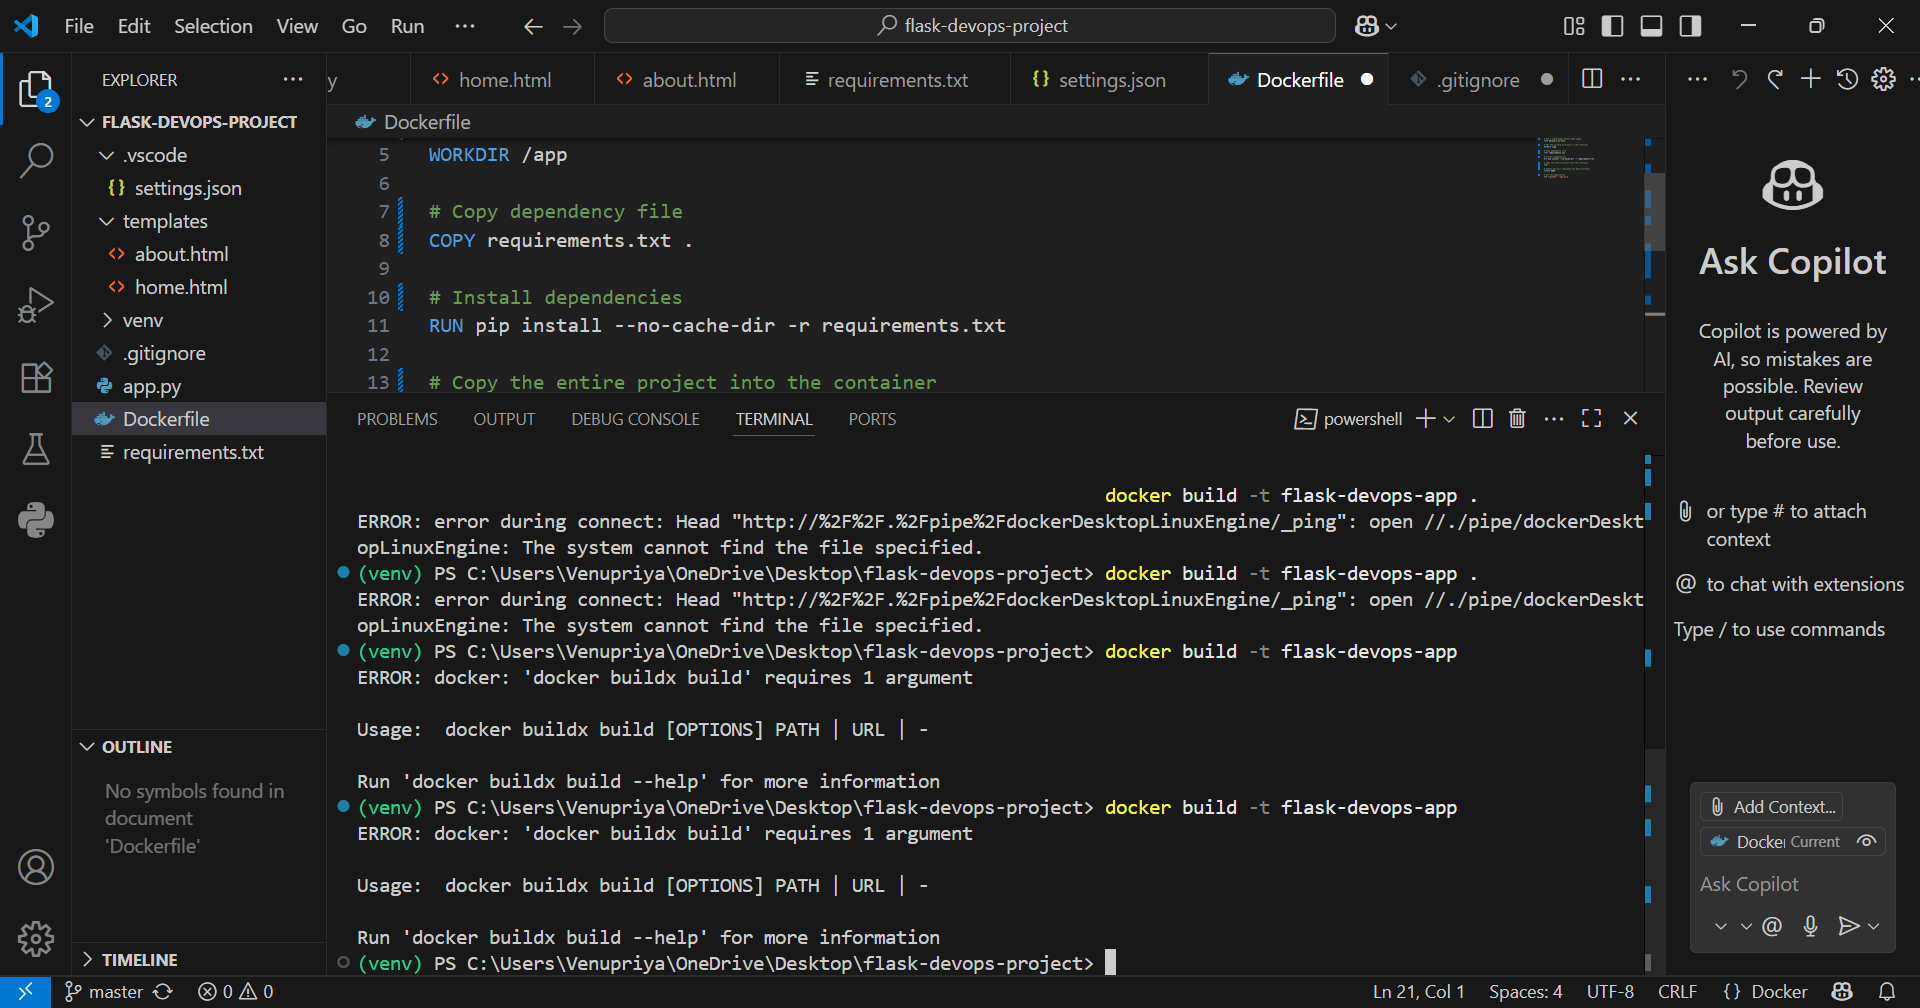 File Edit Selection View Go Run ··· flask-devops-project
EXPLORER ···
2
FLASK-DEVOPS-PROJECT
.vscode
{} settings.json
templates
<> about.html
<> home.html
venv
.gitignore
app.py
Dockerfile
requirements.txt
OUTLINE
No symbols found in
document
'Dockerfile'
TIMELINE
y <> home.html <> about.html requirements.txt {} settings.json Dockerfile .gitignore ···
Dockerfile
5 WORKDIR /app
6
7 # Copy dependency file
8 COPY requirements.txt .
9
10 # Install dependencies
11 RUN pip install --no-cache-dir -r requirements.txt
12
13 # Copy the entire project into the container
PROBLEMS OUTPUT DEBUG CONSOLE TERMINAL PORTS powershell ···
docker build -t flask-devops-app .
ERROR: error during connect: Head "http://%2F%2F.%2Fpipe%2FdockerDesktopLinuxEngine/_ping": open //./pipe/dockerDeskt
opLinuxEngine: The system cannot find the file specified.
(venv) PS C:\Users\Venupriya\OneDrive\Desktop\flask-devops-project> docker build -t flask-devops-app .
ERROR: error during connect: Head "http://%2F%2F.%2Fpipe%2FdockerDesktopLinuxEngine/_ping": open //./pipe/dockerDeskt
opLinuxEngine: The system cannot find the file specified.
(venv) PS C:\Users\Venupriya\OneDrive\Desktop\flask-devops-project> docker build -t flask-devops-app
ERROR: docker: 'docker buildx build' requires 1 argument
Usage:  docker buildx build [OPTIONS] PATH | URL | -
Run 'docker buildx build --help' for more information
(venv) PS C:\Users\Venupriya\OneDrive\Desktop\flask-devops-project> docker build -t flask-devops-app
ERROR: docker: 'docker buildx build' requires 1 argument
Usage:  docker buildx build [OPTIONS] PATH | URL | -
Run 'docker buildx build --help' for more information
(venv) PS C:\Users\Venupriya\OneDrive\Desktop\flask-devops-project>
Ask Copilot
Copilot is powered by
AI, so mistakes are
possible. Review
output carefully
before use.
or type # to attach
context
@ to chat with extensions
Type / to use commands
Add Context...
Docker Current
Ask Copilot
@
master 0 0 Ln 21, Col 1 Spaces: 4 UTF-8 CRLF {} Docker